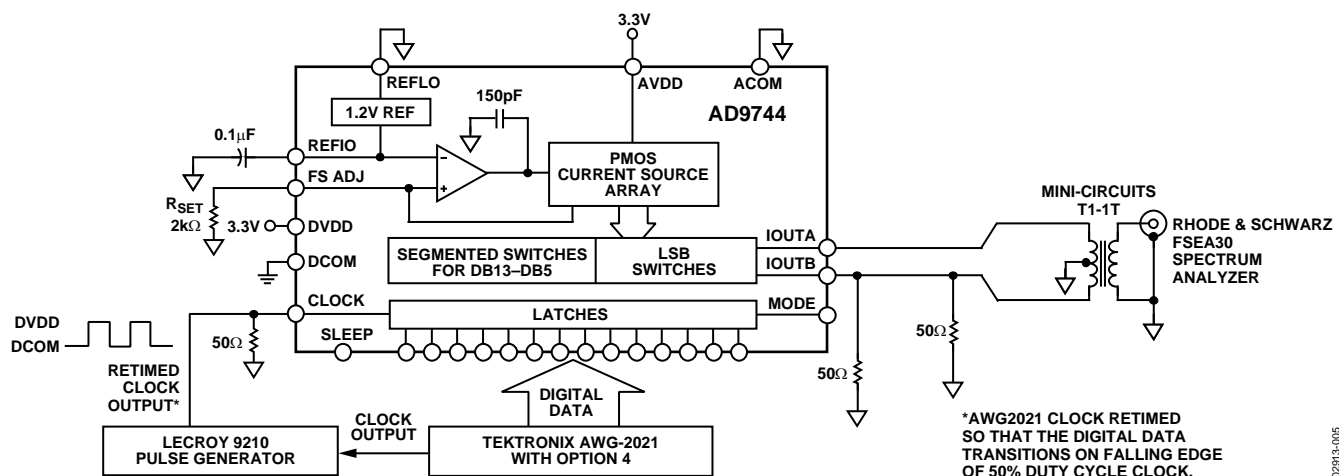 3.3V
REFLO
AVDD
ACOM
150pF
1.2V REF
AD9744
0.1μF
REFIO
–
PMOS
CURRENT SOURCE
ARRAY
FS ADJ
+
RSET
2kΩ
3.3V
DVDD
MINI-CIRCUITS
T1-1T
RHODE & SCHWARZ
FSEA30
SPECTRUM
ANALYZER
IOUTA
SEGMENTED SWITCHES
FOR DB13–DB5
LSB
SWITCHES
DCOM
IOUTB
CLOCK
LATCHES
MODE
DVDD
DCOM
50Ω
SLEEP
50Ω
50Ω
RETIMED
CLOCK
OUTPUT*
DIGITAL
DATA
CLOCK
OUTPUT
LECROY 9210
PULSE GENERATOR
TEKTRONIX AWG-2021
WITH OPTION 4
*AWG2021 CLOCK RETIMED
SO THAT THE DIGITAL DATA
TRANSITIONS ON FALLING EDGE
OF 50% DUTY CYCLE CLOCK.
02913-005